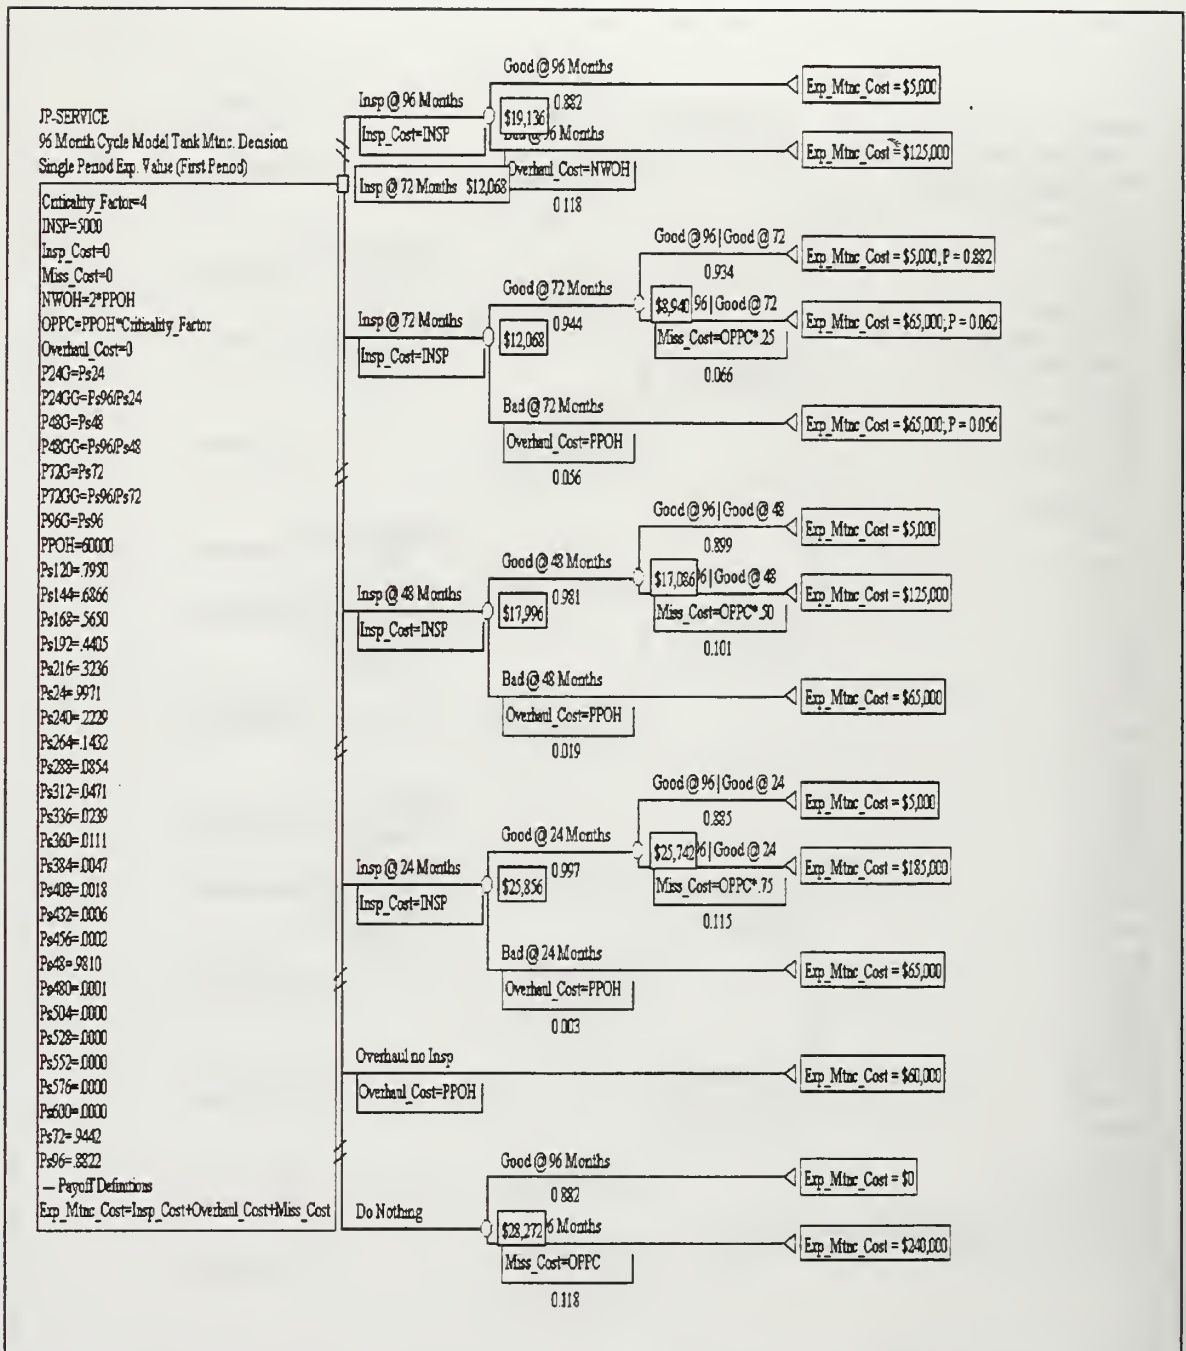 JP-SERVICE
96 Month Cycle Model Tank Mtnc. Decision
Single Period Exp. Value (First Period)
Criticality_Factor=4
INSP=5000
Insp_Cost=0
Miss_Cost=0
NWOH=2*PPOH
OPPC=PPOH*Criticality_Factor
Overhaul_Cost=0
P24G=Ps24
P24GG=Ps96/Ps24
P48G=Ps48
P48GG=Ps96/Ps48
P72G=Ps72
P72GG=Ps96/Ps72
P96G=Ps96
PPOH=60000
Ps120=.7950
Ps144=.6866
Ps168=.5650
Ps192=.4405
Ps216=.3236
Ps24=.9971
Ps240=.2229
Ps264=.1432
Ps288=.0854
Ps312=.0471
Ps336=.0239
Ps360=.0111
Ps384=.0047
Ps408=.0018
Ps432=.0006
Ps456=.0002
Ps48=.9810
Ps480=.0001
Ps504=.0000
Ps528=.0000
Ps552=.0000
Ps576=.0000
Ps600=.0000
Ps72=.9442
Ps96=.8822
— Payoff Definitions
Exp_Mtnc_Cost=Insp_Cost+Overhaul_Cost+Miss_Cost
Insp @ 96 Months
Insp_Cost=INSP
$19,136
Good @ 96 Months
0.882
Exp_Mtnc_Cost = $5,000
6 Months
Overhaul_Cost=NWOH
0.118
Exp_Mtnc_Cost = $125,000
Insp @ 72 Months $12,068
Insp @ 72 Months
Insp_Cost=INSP
$12,068
Good @ 72 Months
0.944
$8,940
Good @ 96 | Good @ 72
0.934
Exp_Mtnc_Cost = $5,000; P = 0.882
96 | Good @ 72
Miss_Cost=OPPC*.25
0.066
Exp_Mtnc_Cost = $65,000; P = 0.062
Bad @ 72 Months
Overhaul_Cost=PPOH
0.056
Exp_Mtnc_Cost = $65,000; P = 0.056
Insp @ 48 Months
Insp_Cost=INSP
$17,996
Good @ 48 Months
0.981
$17,086
Good @ 96 | Good @ 48
0.899
Exp_Mtnc_Cost = $5,000
6 | Good @ 48
Miss_Cost=OPPC*.50
0.101
Exp_Mtnc_Cost = $125,000
Bad @ 48 Months
Overhaul_Cost=PPOH
0.019
Exp_Mtnc_Cost = $65,000
Insp @ 24 Months
Insp_Cost=INSP
$25,856
Good @ 24 Months
0.997
$25,742
Good @ 96 | Good @ 24
0.885
Exp_Mtnc_Cost = $5,000
6 | Good @ 24
Miss_Cost=OPPC*.75
0.115
Exp_Mtnc_Cost = $185,000
Bad @ 24 Months
Overhaul_Cost=PPOH
0.003
Exp_Mtnc_Cost = $65,000
Overhaul no Insp
Overhaul_Cost=PPOH
Exp_Mtnc_Cost = $60,000
Do Nothing
$28,272
Good @ 96 Months
0.882
Exp_Mtnc_Cost = $0
6 Months
Miss_Cost=OPPC
0.118
Exp_Mtnc_Cost = $240,000